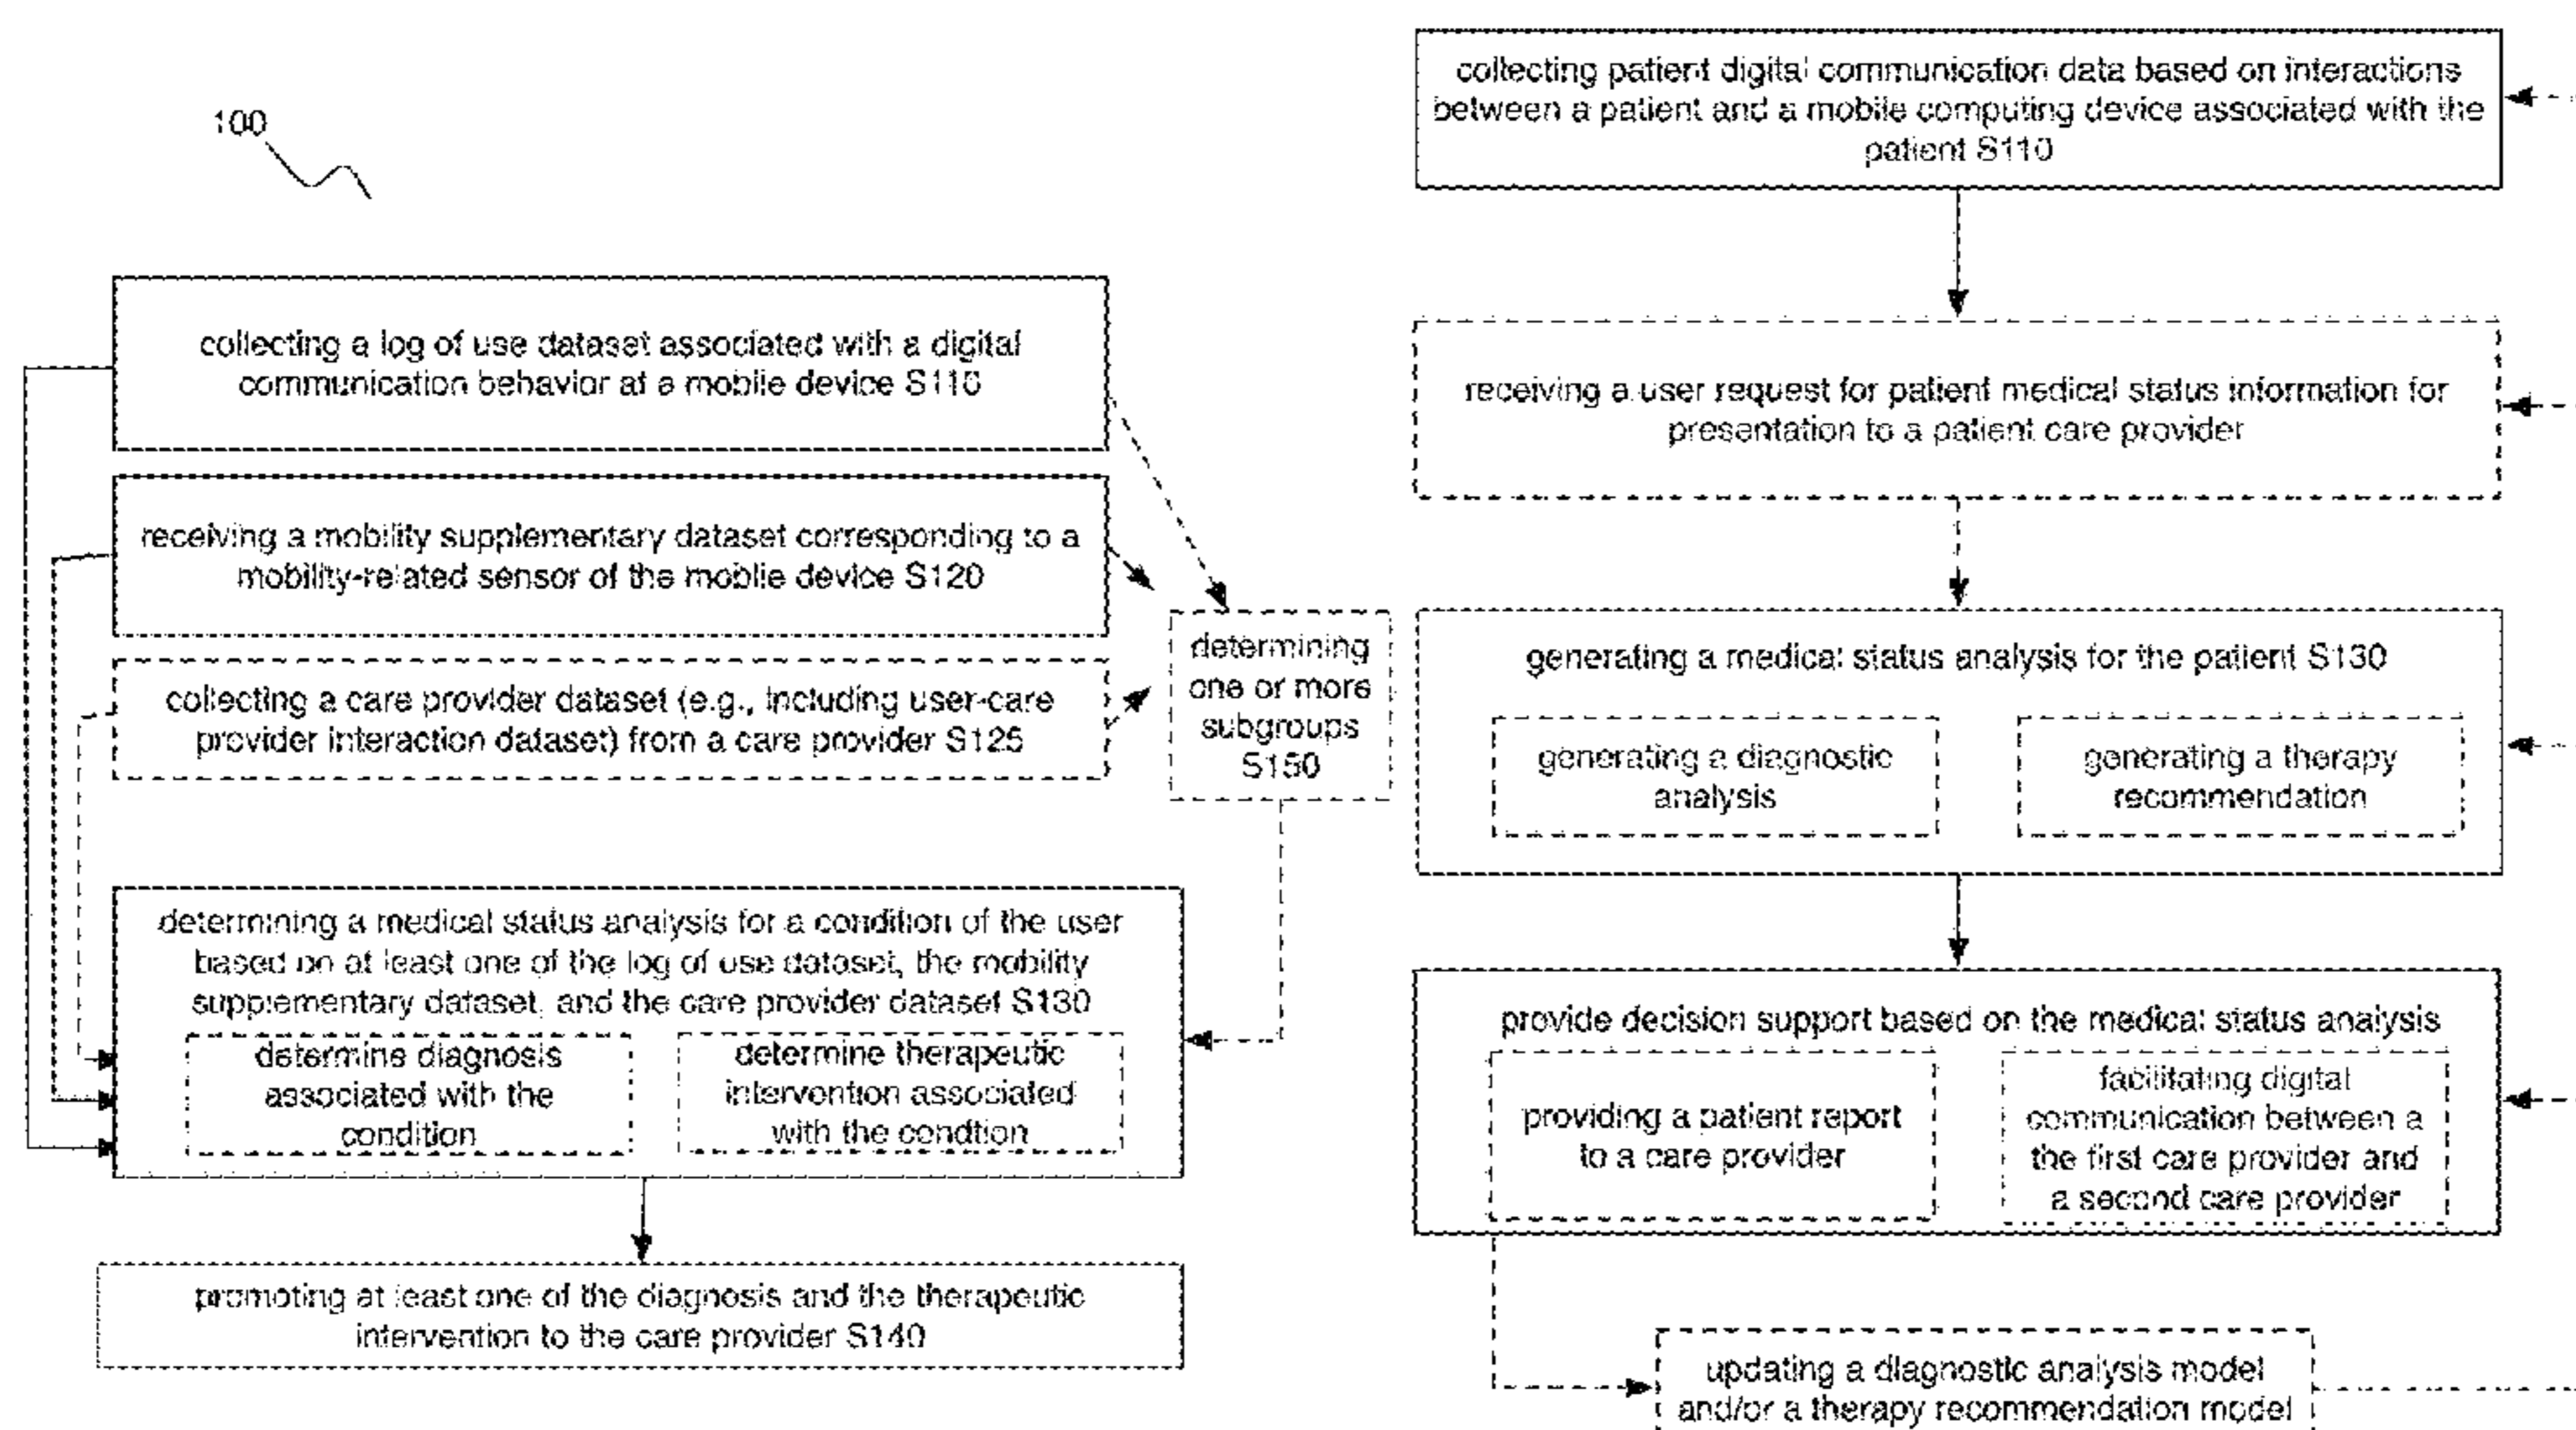 100
collecting a log of use dataset associated with a digital
communication behavior at a mobile device S110
receiving a mobility supplementary dataset corresponding to a
mobility-related sensor of the mobile device S120
collecting a care provider dataset (e.g., including user-care
provider interaction dataset) from a care provider S125
determining
one or more
subgroups
S150
determining a medical status analysis for a condition of the user
based on at least one of the log of use dataset, the mobility
supplementary dataset, and the care provider dataset S130
determine diagnosis
associated with the
condition
determine therapeutic
intervention associated
with the condtion
promoting at least one of the diagnosis and the therapeutic
intervention to the care provider S140
collecting patient digital communication data based on interactions
between a patient and a mobile computing device associated with the
patient S110
receiving a user request for patient medical status information for
presentation to a patient care provider
generating a medical status analysis for the patient S130
generating a diagnostic
analysis
generating a therapy
recommendation
provide decision support based on the medical status analysis
providing a patient report
to a care provider
facilitating digital
communication between a
the first care provider and
a second care provider
updating a diagnostic analysis model
and/or a therapy recommendation model